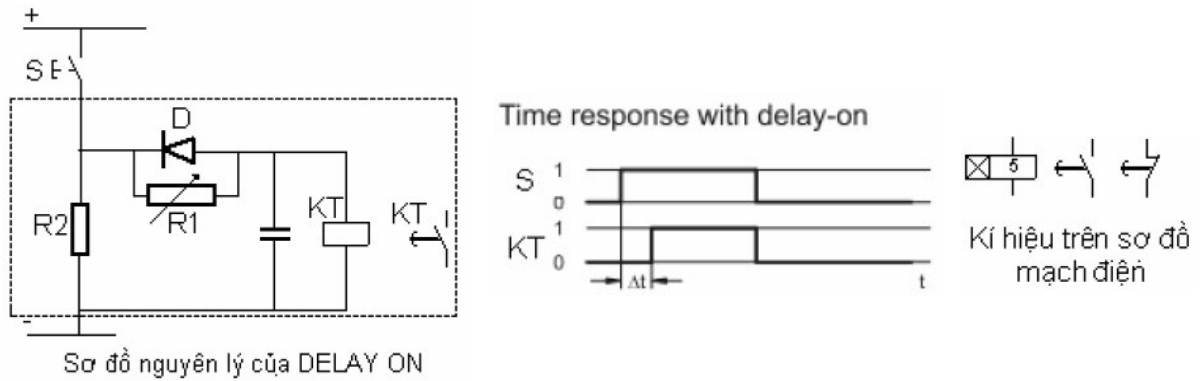 +
S
D
R1
R2
KT
KT
-
Sơ đồ nguyên lý của DELAY ON
Time response with delay-on
S
1
0
KT
1
0
Δt
t
5
Kí hiệu trên sơ đồ
mạch điện